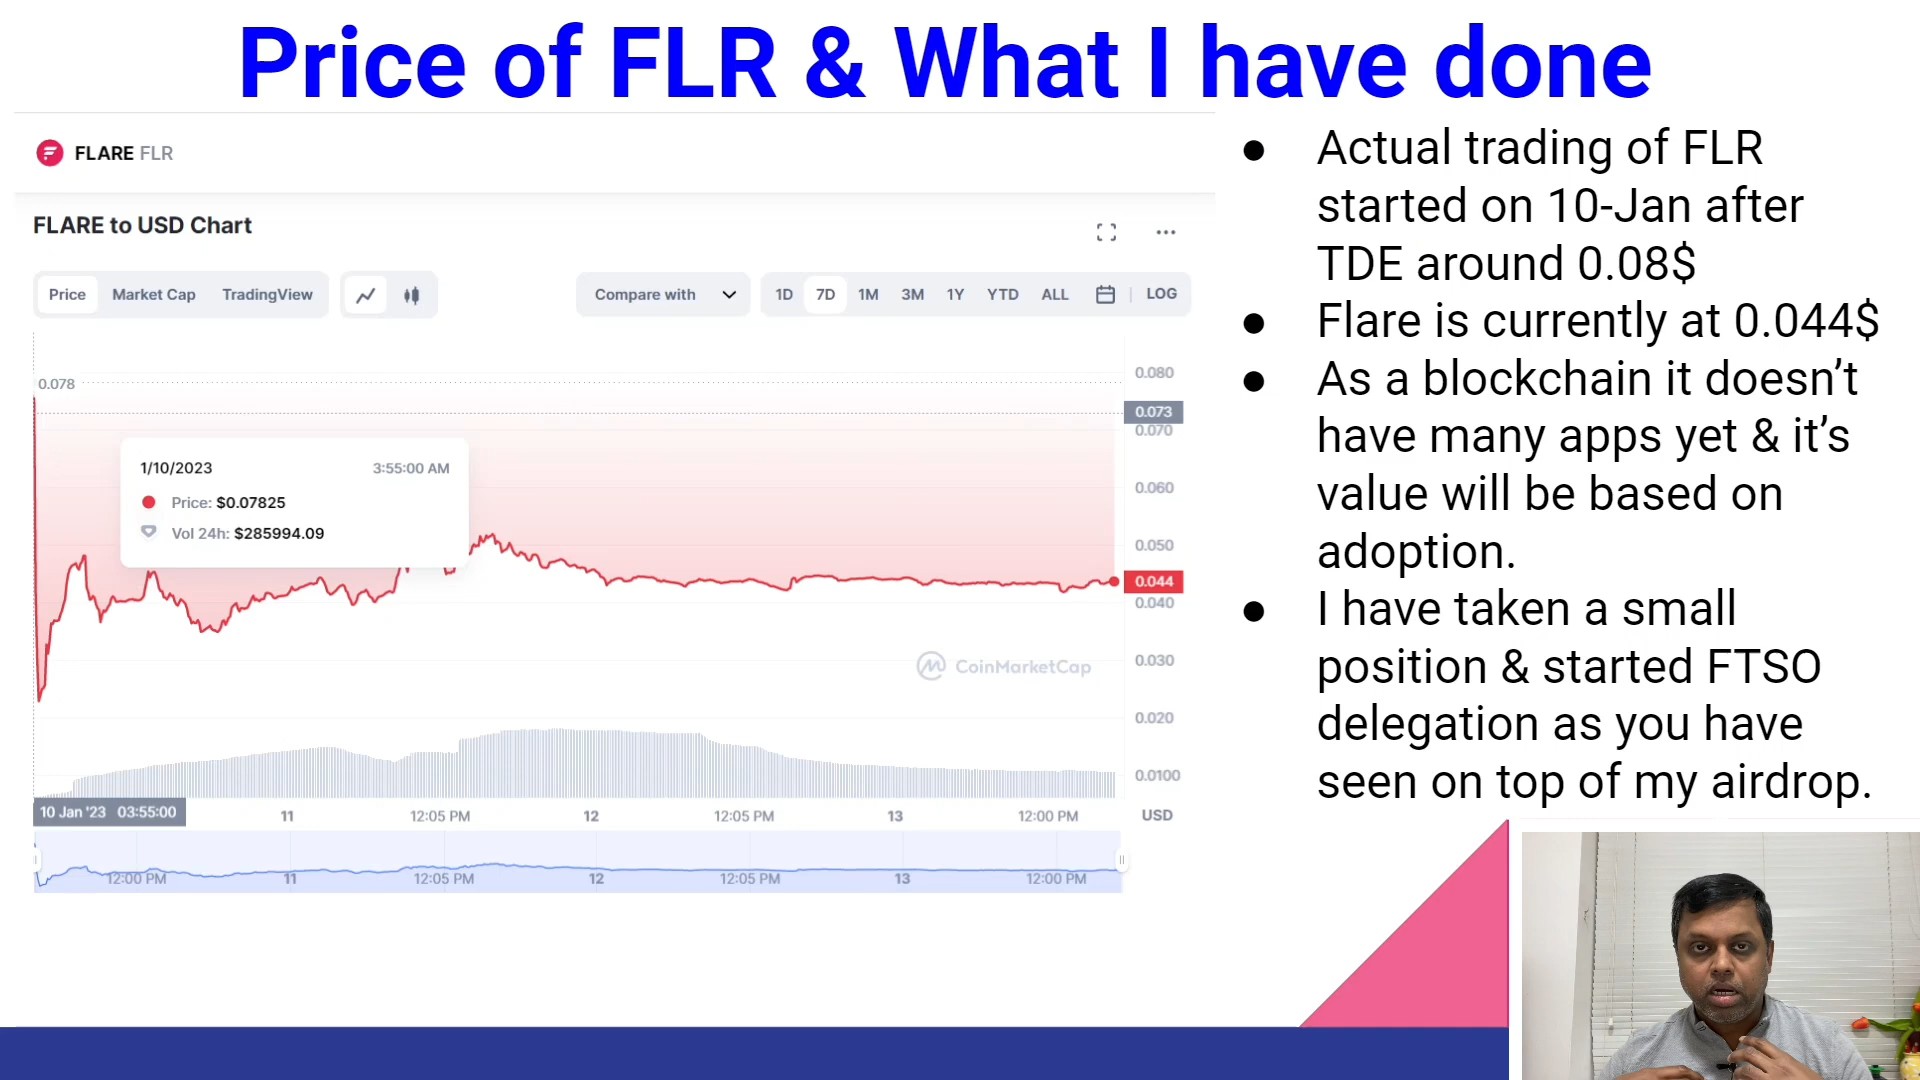 Price of FLR & What I have done
FLARE FLR
FLARE to USD Chart
Price Market Cap TradingView
Compare with
1D 7D 1M 3M 1Y YTD ALL LOG
0.078
1/10/2023 3:55:00 AM
Price: $0.07825
Vol 24h: $285994.09
0.080
0.073
0.070
0.060
0.050
0.044
0.040
0.030
0.020
0.0100
CoinMarketCap
10 Jan '23 03:55:00 11 12:05 PM 12 12:05 PM 13 12:00 PM USD
12:00 PM 11 12:05 PM 12 12:05 PM 13 12:00 PM
● Actual trading of FLR
started on 10-Jan after
TDE around 0.08$
● Flare is currently at 0.044$
● As a blockchain it doesn’t
have many apps yet & it’s
value will be based on
adoption.
● I have taken a small
position & started FTSO
delegation as you have
seen on top of my airdrop.